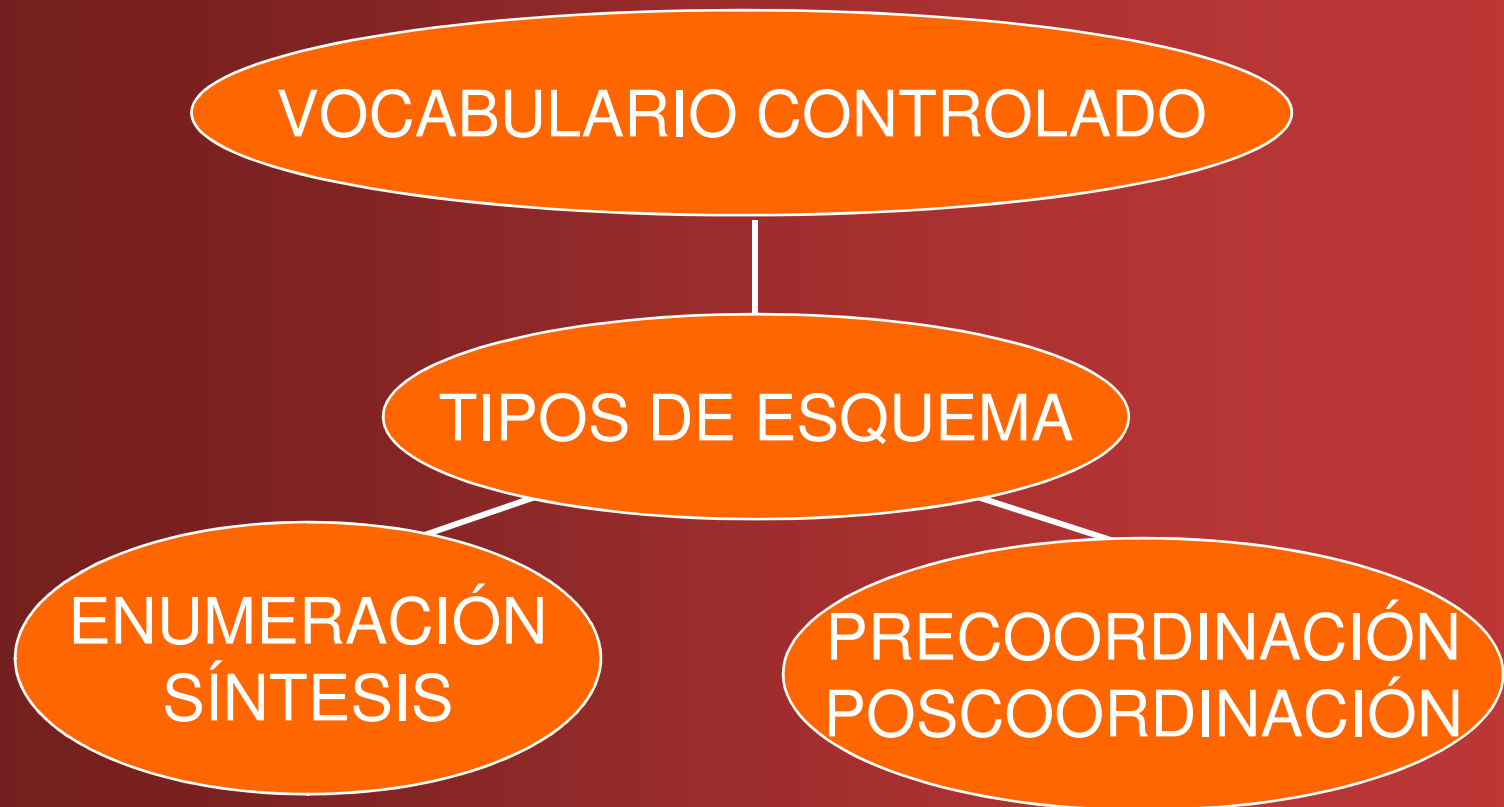 VOCABULARIO CONTROLADO
TIPOS DE ESQUEMA
ENUMERACIÓN
SÍNTESIS
PRECOORDINACIÓN
POSCOORDINACIÓN